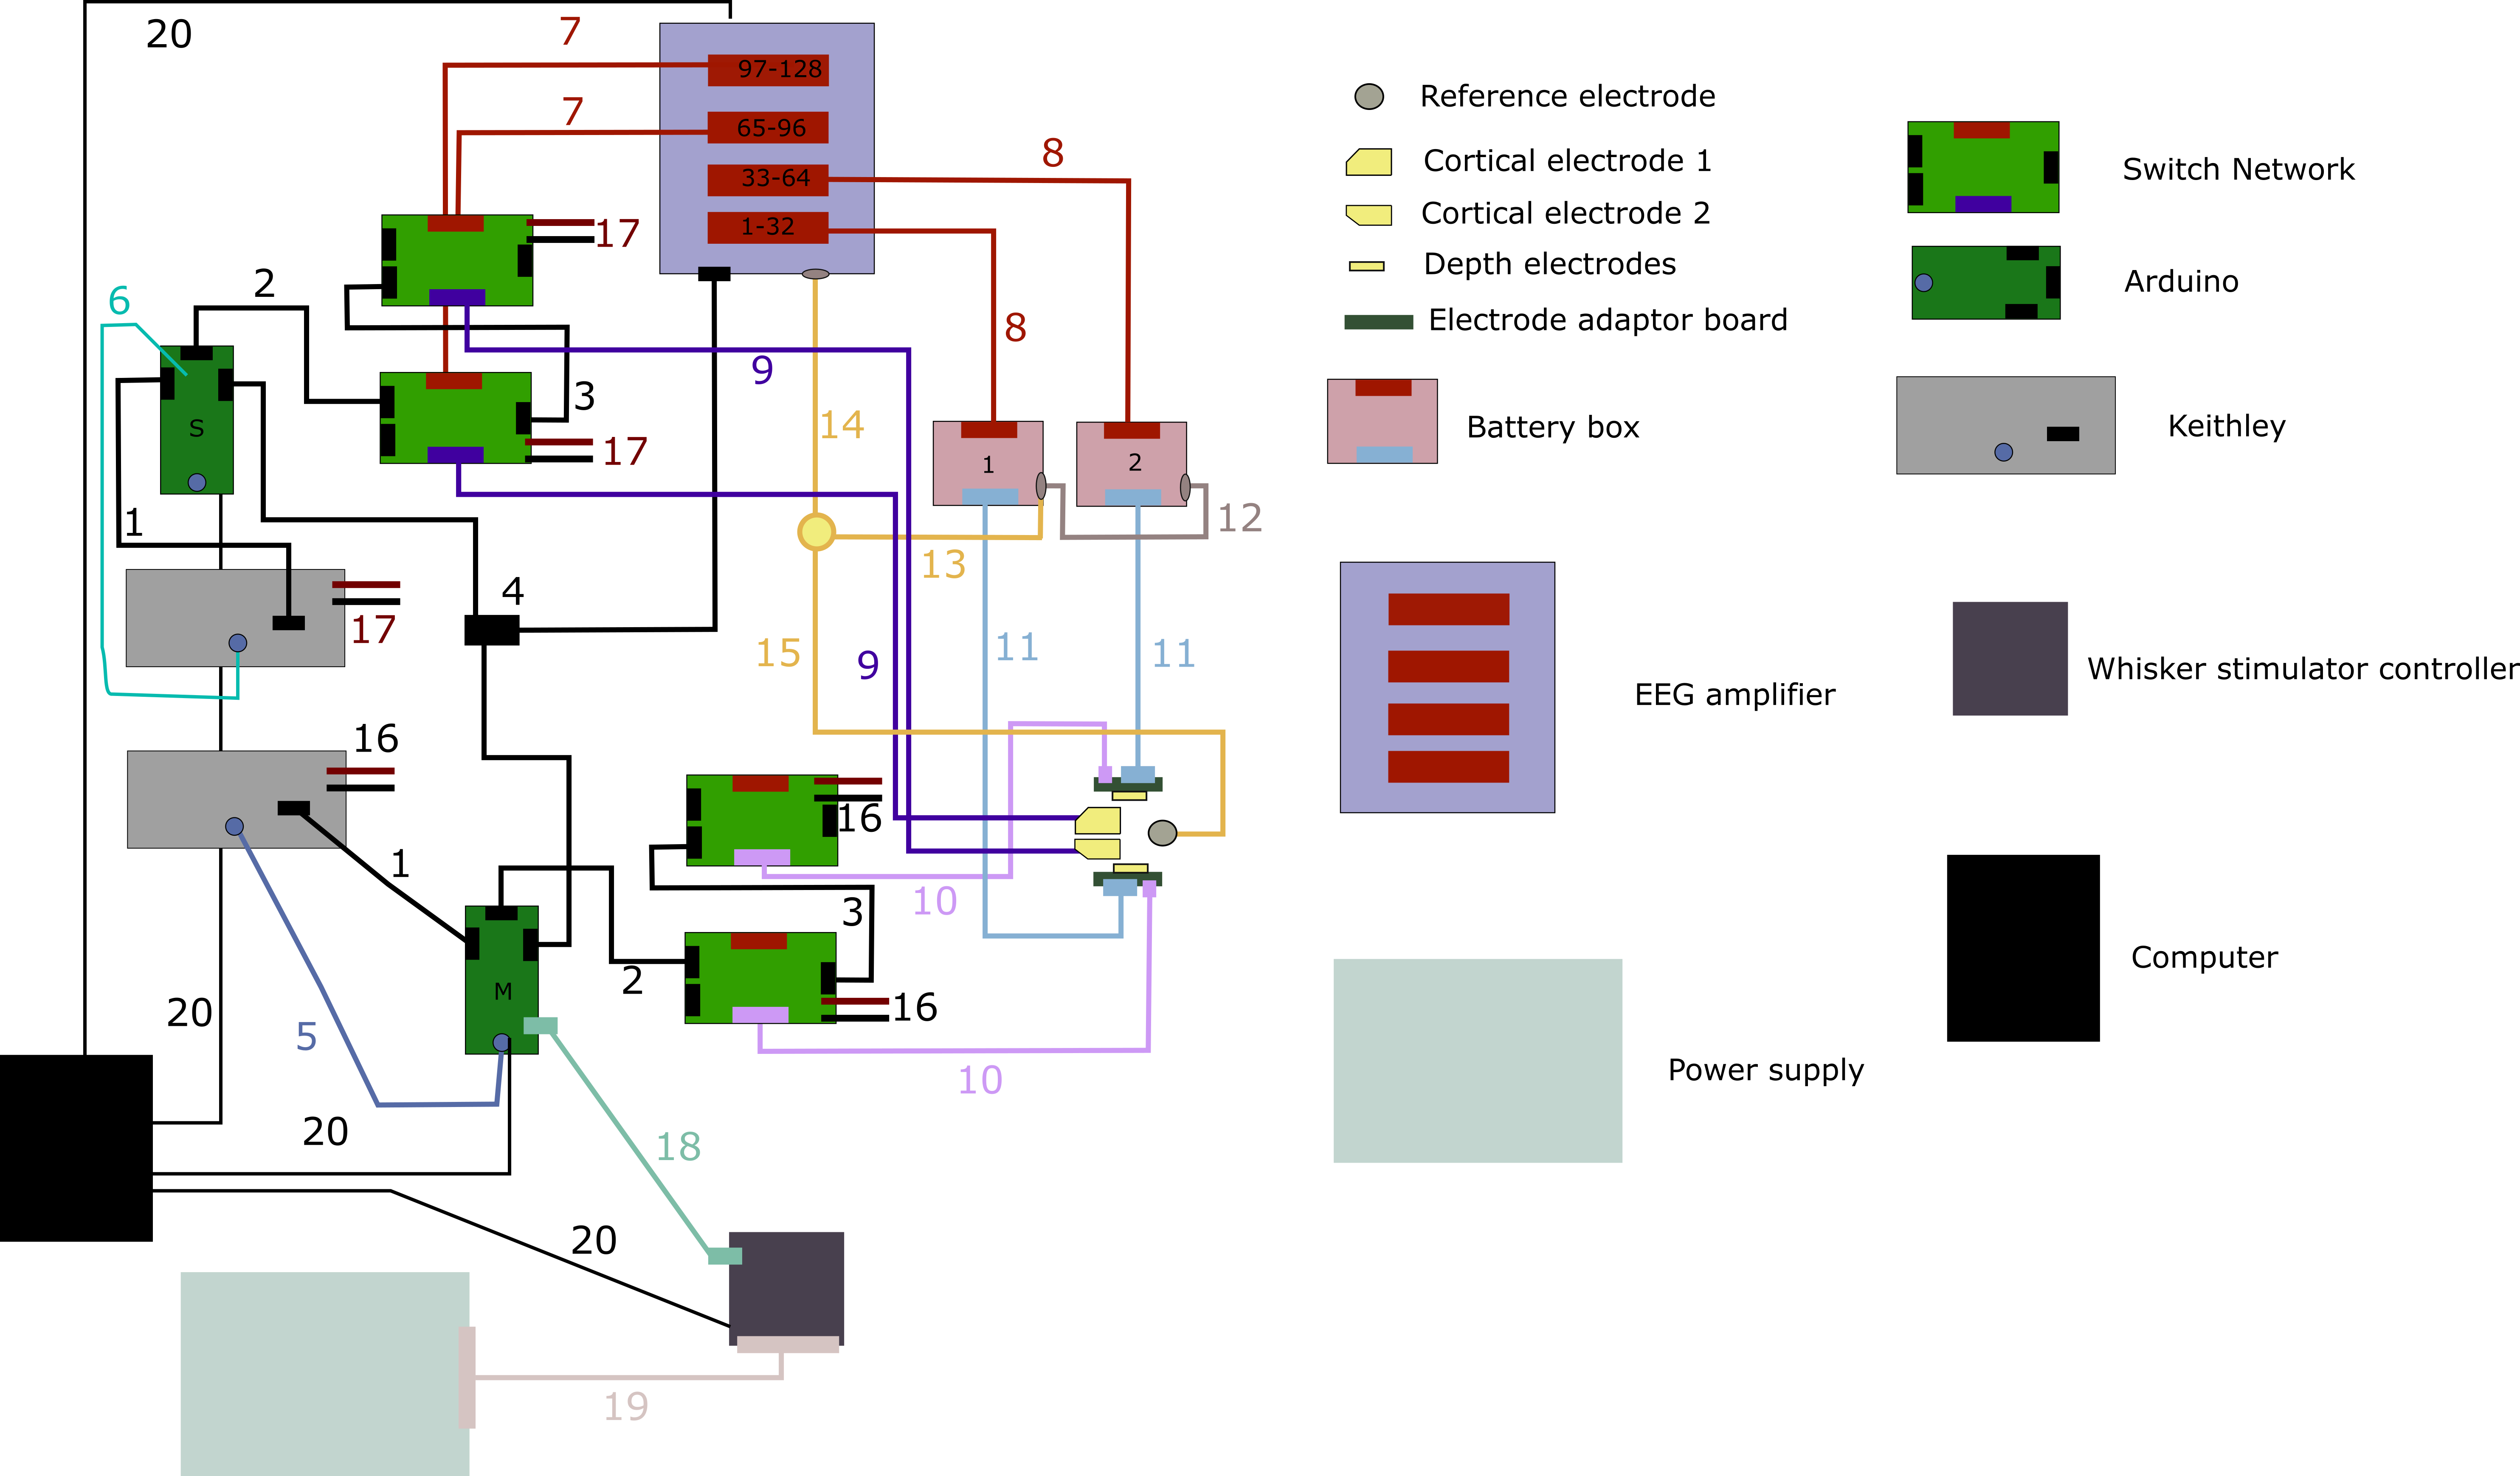 20
7
97-128
7
65-96
8
33-64
17
1-32
2
6
8
9
3
14
S
17
1
2
1
12
13
4
17
15
9
11
11
16
16
1
10
3
2
M
16
20
5
10
20
18
20
19
Reference electrode
Cortical electrode 1
Cortical electrode 2
Depth electrodes
Electrode adaptor board
Battery box
EEG amplifier
Power supply
Switch Network
Arduino
Keithley
Whisker stimulator controller
Computer